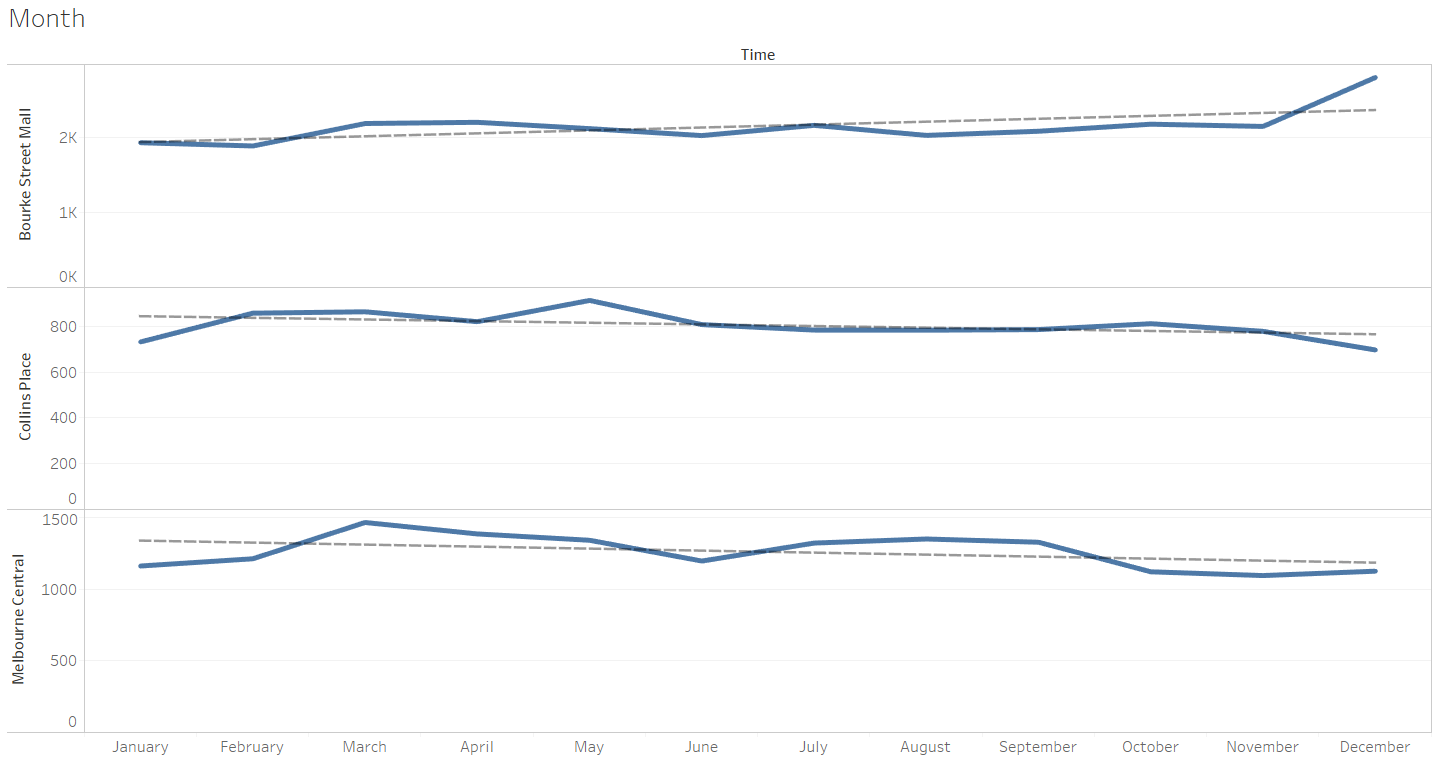 Month
Time
Bourke Street Mall
2K
1K
0K
Collins Place
800
600
400
200
0
Melbourne Central
1500
1000
500
0
January February March April May June July August September October November December